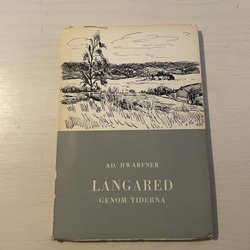 AD. HWARFNER
LÅNGARED
GENOM TIDERNA